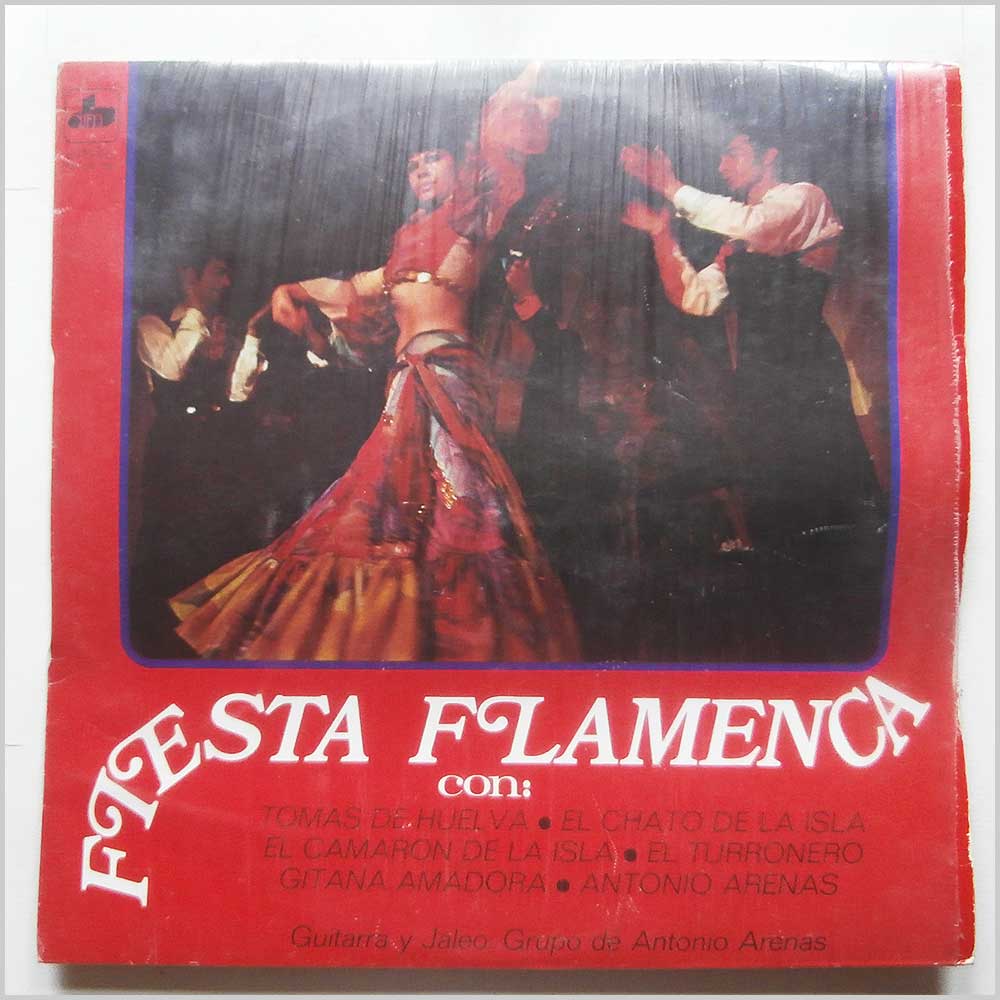 FIESTA FLAMENCA
con:
TOMAS DE HUELVA • EL CHATO DE LA ISLA
EL CAMARON DE LA ISLA • EL TURRONERO
GITANA AMADORA • ANTONIO ARENAS
Guitarra y Jaleo: Grupo de Antonio Arenas